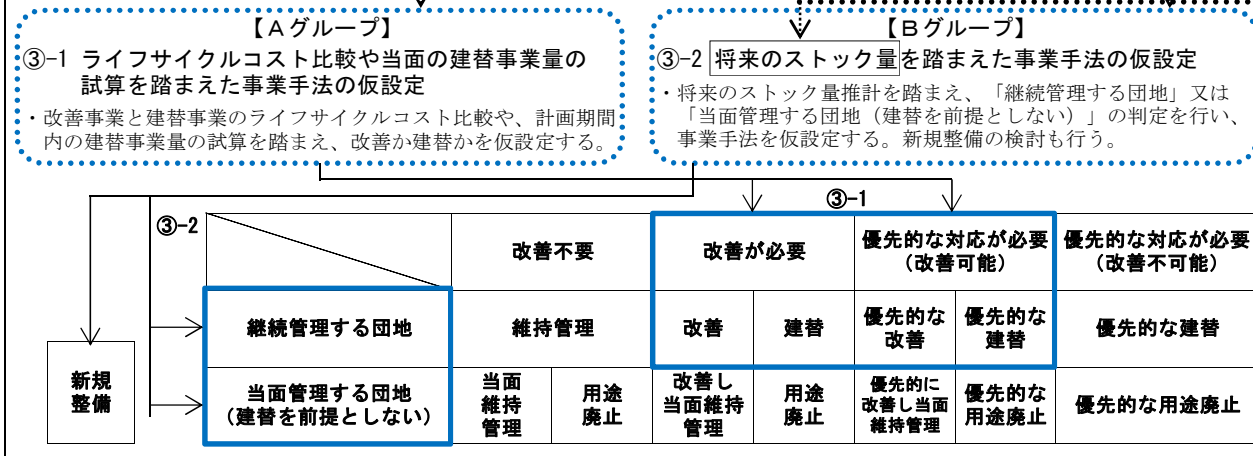 【Aグループ】
③-1 ライフサイクルコスト比較や当面の建替事業量の
試算を踏まえた事業手法の仮設定
・改善事業と建替事業のライフサイクルコスト比較や、計画期間
内の建替事業量の試算を踏まえ、改善か建替かを仮設定する。
【Bグループ】
③-2 将来のストック量を踏まえた事業手法の仮設定
・将来のストック量推計を踏まえ、「継続管理する団地」又は
「当面管理する団地（建替を前提としない）」の判定を行い、
事業手法を仮設定する。新規整備の検討も行う。
③-1
③-2
改善不要
改善が必要
優先的な対応が必要
（改善可能）
優先的な対応が必要
（改善不可能）
継続管理する団地
維持管理
改善
建替
優先的な
改善
優先的な
建替
優先的な建替
新規
整備
当面管理する団地
（建替を前提としない）
当面
維持
管理
用途
廃止
改善し
当面維持
管理
用途
廃止
優先的に
改善し当面
維持管理
優先的な
用途廃止
優先的な用途廃止